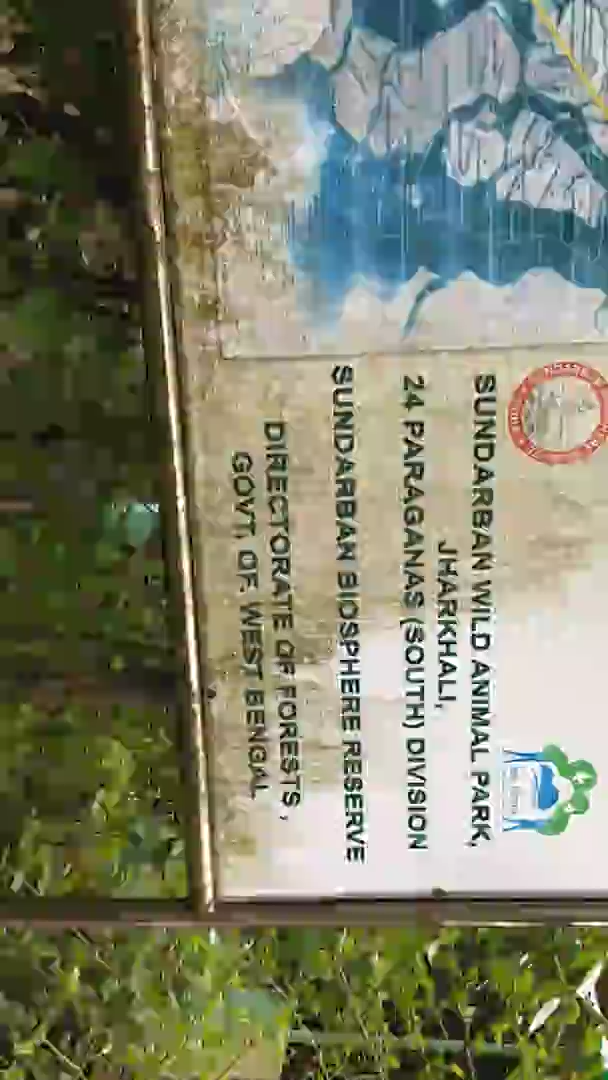 SUNDARBAN WILD ANIMAL PARK,
JHARKHALI,
24 PARAGANAS (SOUTH) DIVISION
SUNDARBAN BIOSPHERE RESERVE
DIRECTORATE OF FORESTS,
GOVT. OF. WEST BENGAL